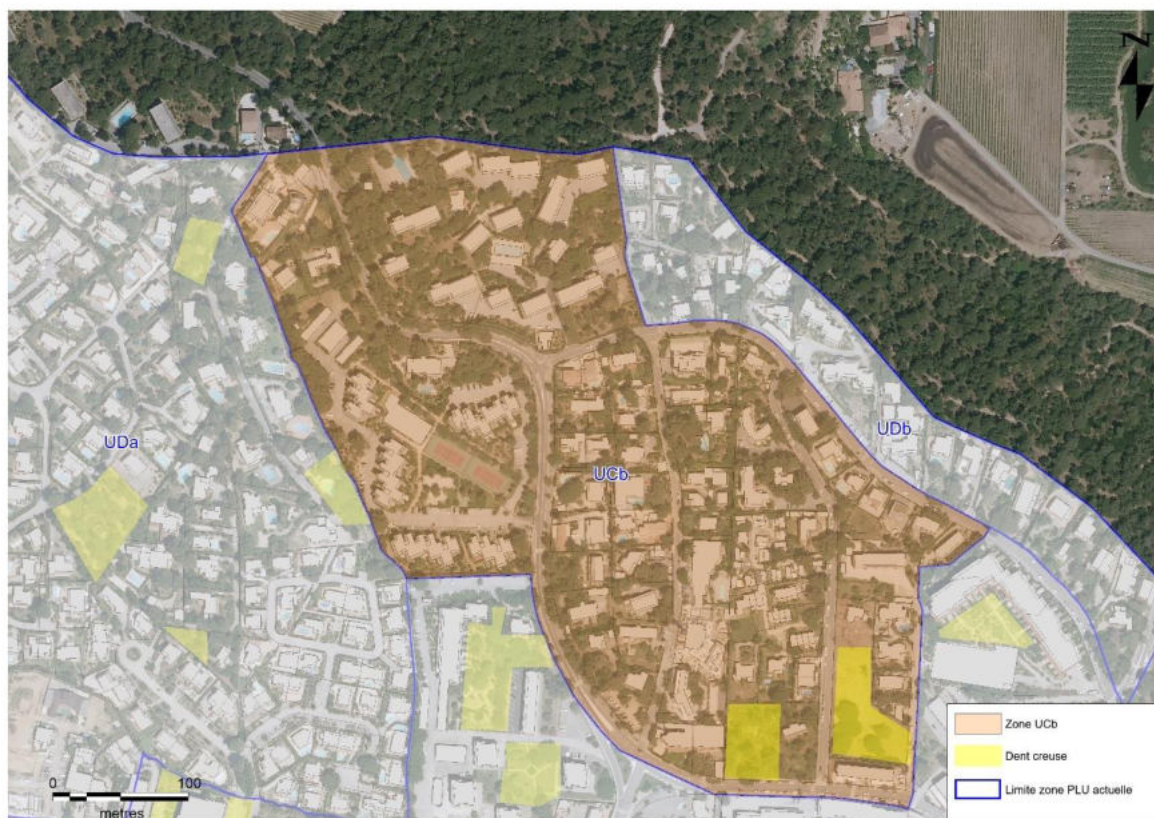 N
UDa
UDb
UCb
0 100
metres
Zone UCb
Dent creuse
Limite zone PLU actuelle